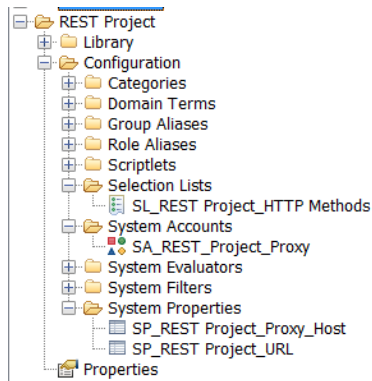 REST Project
Library
Configuration
Categories
Domain Terms
Group Aliases
Role Aliases
Scriptlets
Selection Lists
SL_REST Project_HTTP Methods
System Accounts
SA_REST_Project_Proxy
System Evaluators
System Filters
System Properties
SP_REST Project_Proxy_Host
SP_REST Project_URL
Properties